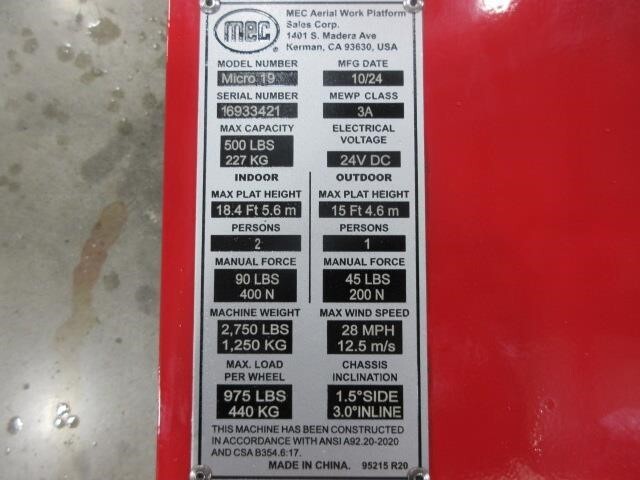 MEC
®
MEC Aerial Work Platform
Sales Corp.
1401 S. Madera Ave
Kerman, CA 93630, USA
MODEL NUMBER MFG DATE
Micro 19 10/24
SERIAL NUMBER MEWP CLASS
16933421 3A
MAX CAPACITY ELECTRICAL
VOLTAGE
500 LBS
227 KG 24V DC
INDOOR OUTDOOR
MAX PLAT HEIGHT MAX PLAT HEIGHT
18.4 Ft 5.6 m 15 Ft 4.6 m
PERSONS PERSONS
2 1
MANUAL FORCE MANUAL FORCE
90 LBS 45 LBS
400 N 200 N
MACHINE WEIGHT MAX WIND SPEED
2,750 LBS 28 MPH
1,250 KG 12.5 m/s
MAX. LOAD CHASSIS
PER WHEEL INCLINATION
975 LBS 1.5°SIDE
440 KG 3.0°INLINE
THIS MACHINE HAS BEEN CONSTRUCTED
IN ACCORDANCE WITH ANSI A92.20-2020
AND CSA B354.6:17.
MADE IN CHINA. 95215 R20